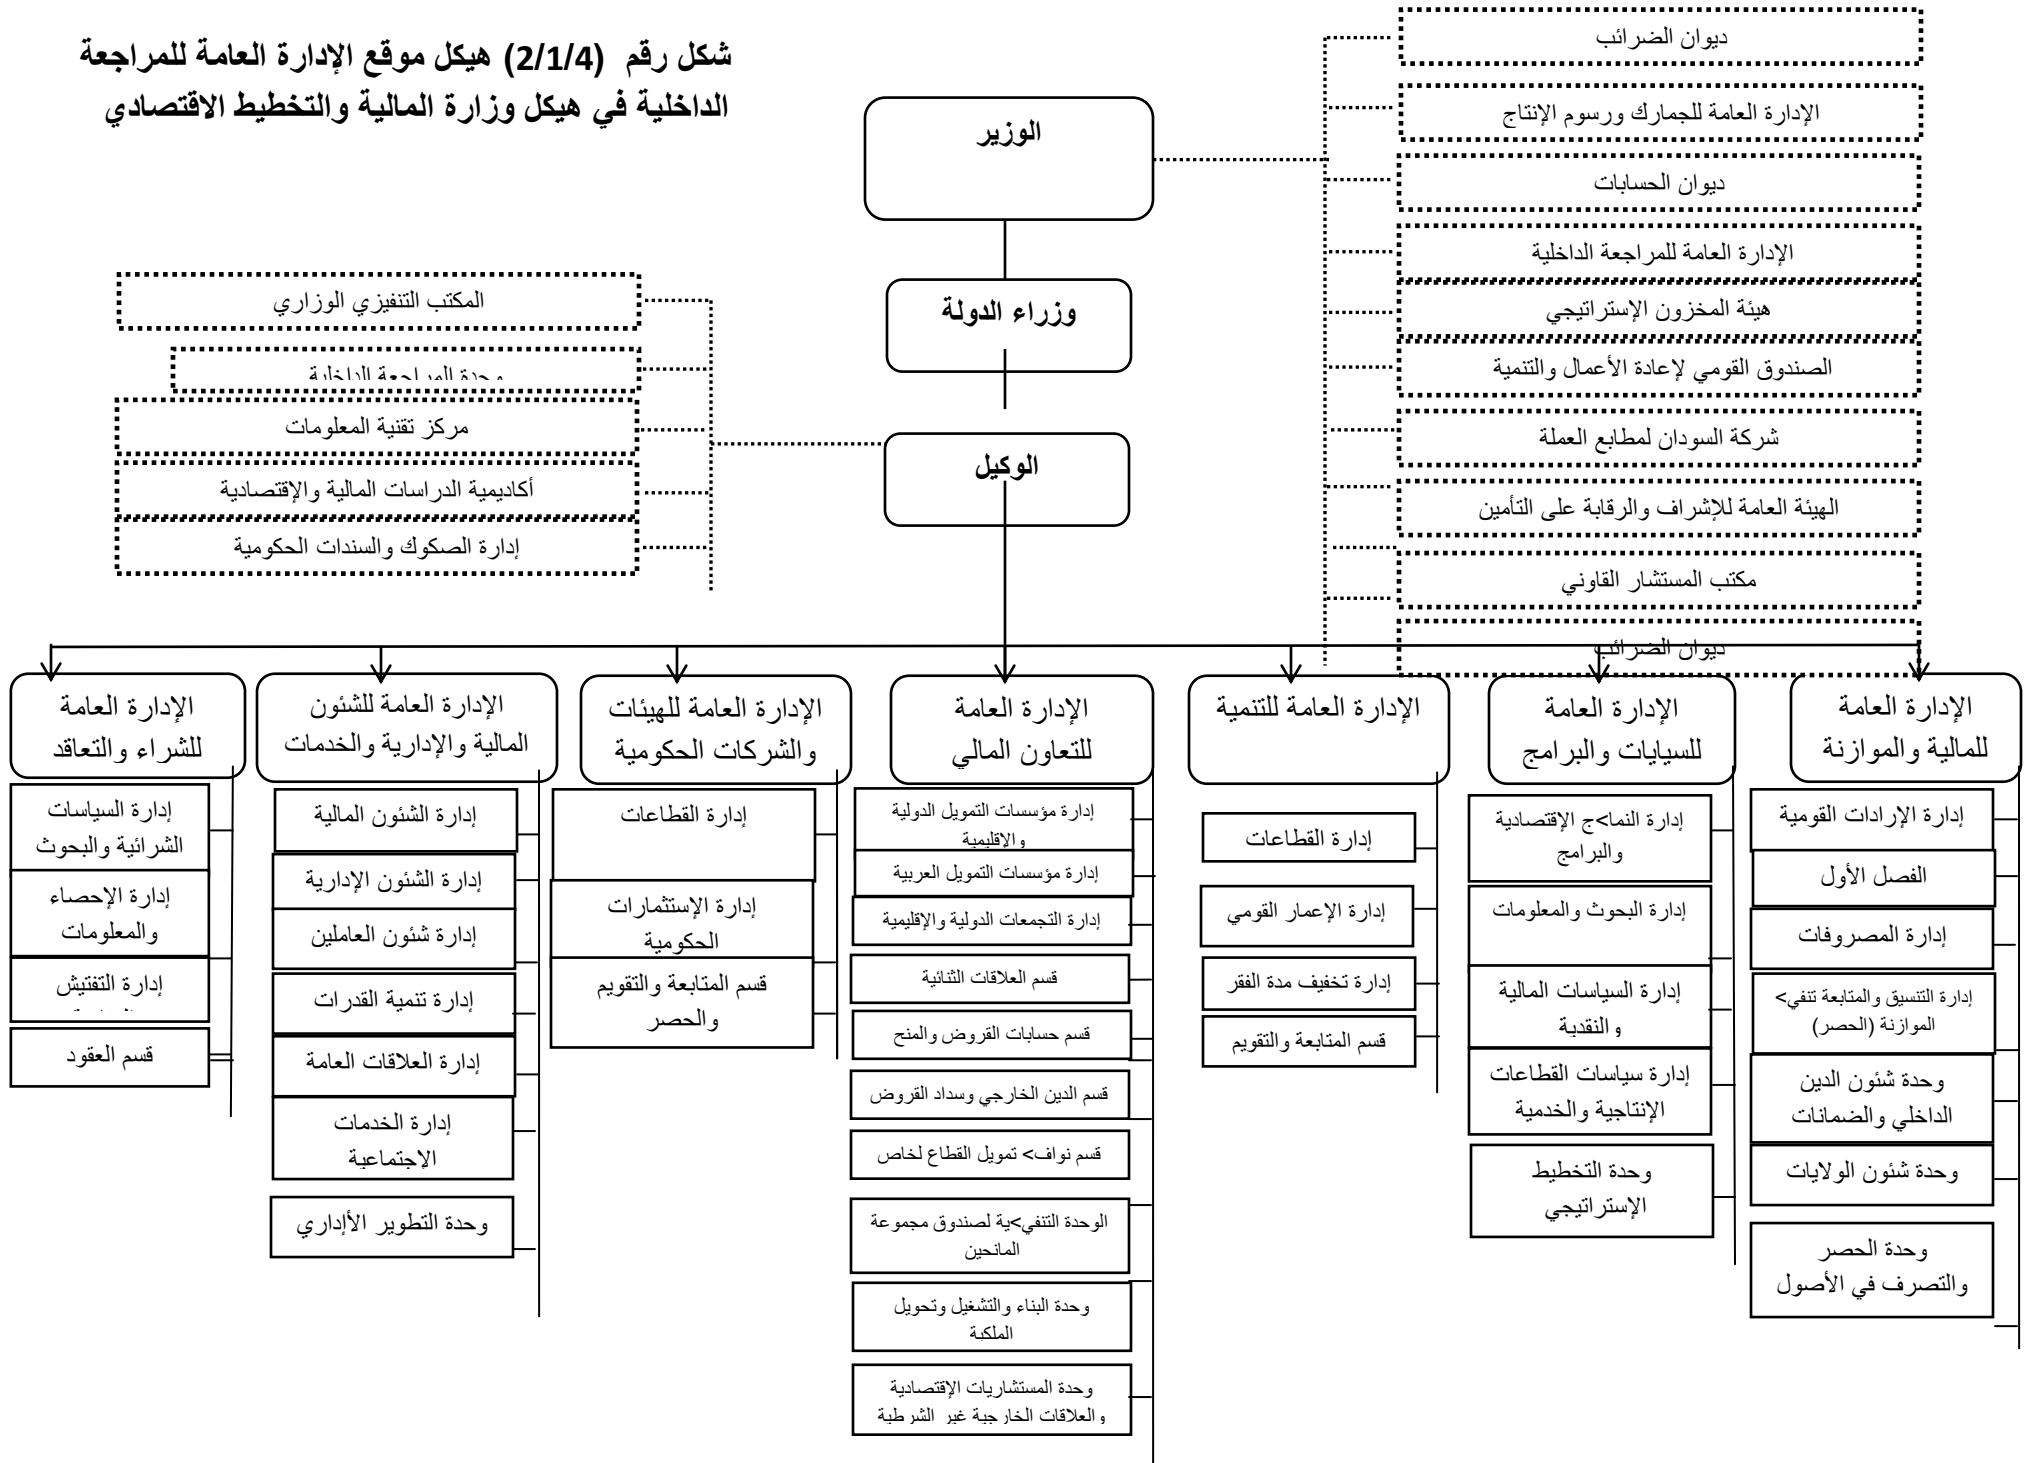 شكل رقم (2/1/4) هيكل موقع الإدارة العامة للمراجعة
الداخلية في هيكل وزارة المالية والتخطيط الاقتصادي
الوزير
وزراء الدولة
الوكيل
ديوان الضرائب
الإدارة العامة للجمارك ورسوم الإنتاج
ديوان الحسابات
الإدارة العامة للمراجعة الداخلية
هيئة المخزون الإستراتيجي
الصندوق القومي لإعادة الأعمال والتنمية
شركة السودان لمطابع العملة
الهيئة العامة للإشراف والرقابة على التأمين
مكتب المستشار القاوني
ديوان الضرائب
المكتب التنفيزي الوزاري
وحدة المراجعة الداخلية
مركز تقنية المعلومات
أكاديمية الدراسات المالية والإقتصادية
إدارة الصكوك والسندات الحكومية
الإدارة العامة
للمالية والموازنة
إدارة الإرادات القومية
الفصل الأول
إدارة المصروفات
إدارة التنسيق والمتابعة تنفي>
الموازنة (الحصر)
وحدة شئون الدين
الداخلي والضمانات
وحدة شئون الولايات
وحدة الحصر
والتصرف في الأصول
الإدارة العامة
للسيايات والبرامج
إدارة النما>ج الإقتصادية
والبرامج
إدارة البحوث والمعلومات
إدارة السياسات المالية
والنقدية
إدارة سياسات القطاعات
الإنتاجية والخدمية
وحدة التخطيط
الإستراتيجي
الإدارة العامة للتنمية
إدارة القطاعات
إدارة الإعمار القومي
إدارة تخفيف مدة الفقر
قسم المتابعة والتقويم
الإدارة العامة
للتعاون المالي
إدارة مؤسسات التمويل الدولية
والإقليمية
إدارة مؤسسات التمويل العربية
إدارة التجمعات الدولية والإقليمية
قسم العلاقات الثنائية
قسم حسابات القروض والمنح
قسم الدين الخارجي وسداد القروض
قسم نواف> تمويل القطاع لخاص
الوحدة التنفي>ية لصندوق مجموعة
المانحين
وحدة البناء والتشغيل وتحويل
الملكية
وحدة المستشاريات الإقتصادية
والعلاقات الخارجية غير الشرطية
الإدارة العامة للهيئات
والشركات الحكومية
إدارة القطاعات
إدارة الإستثمارات
الحكومية
قسم المتابعة والتقويم
والحصر
الإدارة العامة للشئون
المالية والإدارية والخدمات
إدارة الشئون المالية
إدارة الشئون الإدارية
إدارة شئون العاملين
إدارة تنمية القدرات
إدارة العلاقات العامة
إدارة الخدمات
الإجتماعية
وحدة التطوير الأإداري
الإدارة العامة
للشراء والتعاقد
إدارة السياسات
الشرائية والبحوث
إدارة الإحصاء
والمعلومات
إدارة التفتيش
قسم العقود